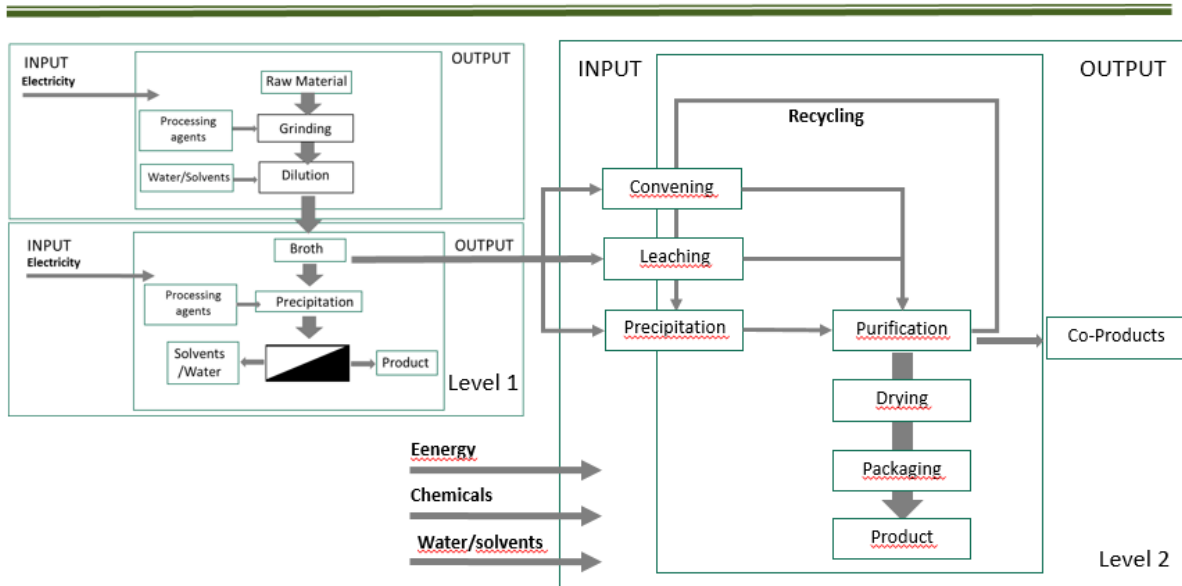 INPUT
OUTPUT
Electricity
Raw Material
Processing
agents
Grinding
Water/Solvents
Dilution
INPUT
OUTPUT
Electricity
Broth
Processing
agents
Precipitation
Solvents
/Water
Product
Level 1
INPUT
OUTPUT
Recycling
Convening
Leaching
Precipitation
Purification
Co-Products
Drying
Eenergy
Packaging
Chemicals
Product
Water/solvents
Level 2